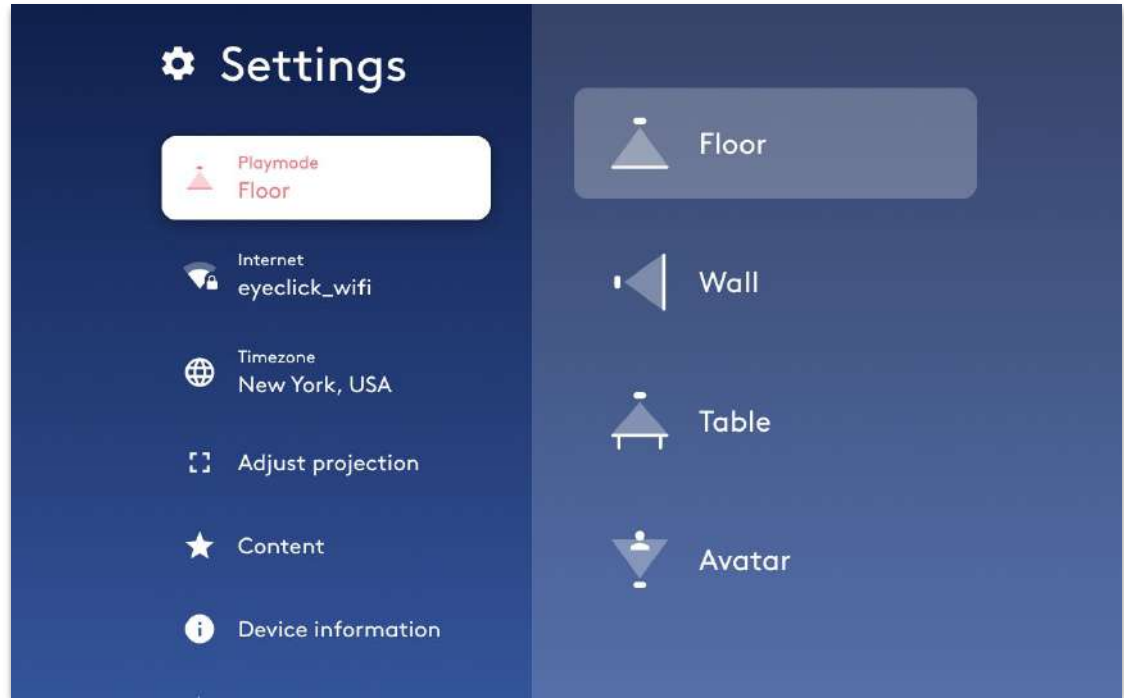 Settings
Playmode
Floor
Internet
eyeclick_wifi
Timezone
New York, USA
Adjust projection
Content
Device information
Floor
Wall
Table
Avatar